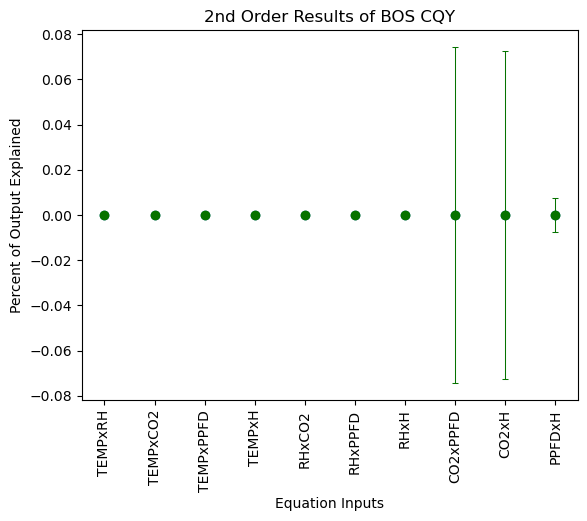 2nd Order Results of BOS CQY
Percent of Output Explained
0.08
0.06
0.04
0.02
0.00
−0.02
−0.04
−0.06
−0.08
TEMPxRH
TEMPxCO2
TEMPxPPFD
TEMPxH
RHxCO2
RHxPPFD
RHxH
CO2xPPFD
CO2xH
PPFDxH
Equation Inputs